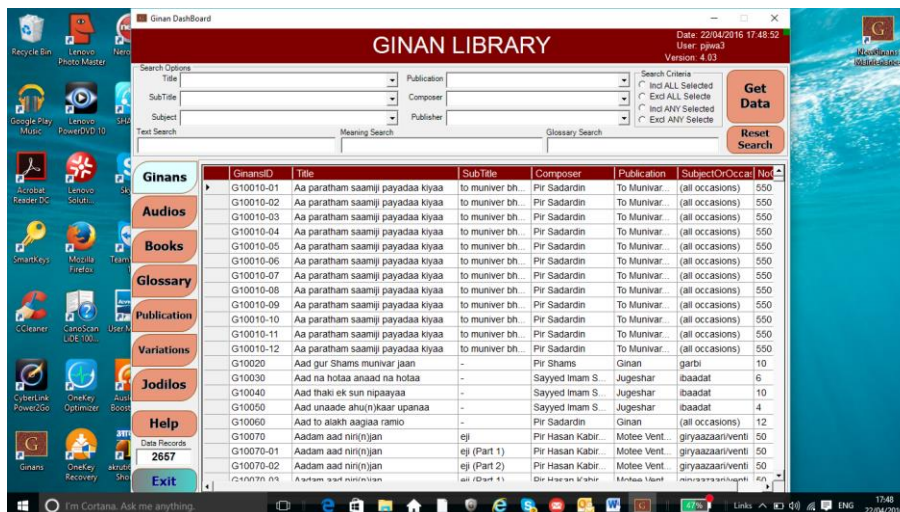 Ginan DashBoard
GINAN LIBRARY
Date: 22/04/2016 17:48:52
User: pjiwa3
Version: 4.03
Search Options
Title
Publication
SubTitle
Composer
Subject
Publisher
Search Criteria
Incl ALL Selected
Excl ALL Selecte
Incl ANY Selected
Excl ANY Selecte
Get Data
Reset Search
Text Search
Meaning Search
Glossary Search
Ginans
Audios
Books
Glossary
Publication
Variations
Jodilos
Help
Data Records
2657
Exit
GinansID Title SubTitle Composer Publication SubjectOrOccas
G10010-01 Aa paratham saamiji payadaa kiyaa to muniver bh... Pir Sadardin To Munivar... (all occasions) 550
G10010-02 Aa paratham saamiji payadaa kiyaa to muniver bh... Pir Sadardin To Munivar... (all occasions) 550
G10010-03 Aa paratham saamiji payadaa kiyaa to muniver bh... Pir Sadardin To Munivar... (all occasions) 550
G10010-04 Aa paratham saamiji payadaa kiyaa to muniver bh... Pir Sadardin To Munivar... (all occasions) 550
G10010-05 Aa paratham saamiji payadaa kiyaa to muniver bh... Pir Sadardin To Munivar... (all occasions) 550
G10010-06 Aa paratham saamiji payadaa kiyaa to muniver bh... Pir Sadardin To Munivar... (all occasions) 550
G10010-07 Aa paratham saamiji payadaa kiyaa to muniver bh... Pir Sadardin To Munivar... (all occasions) 550
G10010-08 Aa paratham saamiji payadaa kiyaa to muniver bh... Pir Sadardin To Munivar... (all occasions) 550
G10010-09 Aa paratham saamiji payadaa kiyaa to muniver bh... Pir Sadardin To Munivar... (all occasions) 550
G10010-10 Aa paratham saamiji payadaa kiyaa to muniver bh... Pir Sadardin To Munivar... (all occasions) 550
G10010-11 Aa paratham saamiji payadaa kiyaa to muniver bh... Pir Sadardin To Munivar... (all occasions) 550
G10010-12 Aa paratham saamiji payadaa kiyaa to muniver bh... Pir Sadardin To Munivar... (all occasions) 550
G10020 Aad gur Shams munivar jaan - Pir Shams Ginan garbi 10
G10030 Aad na hotaa anaad na hotaa - Sayyed Imam S... Jugeshar ibaadat 6
G10040 Aad thaki ek sun nipaayaa - Sayyed Imam S... Jugeshar ibaadat 10
G10050 Aad unaade ahu(n)kaar upanaa - Sayyed Imam S... Jugeshar ibaadat 4
G10060 Aad to alakh aagiaa ramio - Pir Sadardin Ginan (all occasions) 12
G10070 Aadam aad niri(n)jan eji Pir Hasan Kabir... Motee Vent... giryaazaari/venti 50
G10070-01 Aadam aad niri(n)jan eji (Part 1) Pir Hasan Kabir... Motee Vent... giryaazaari/venti 50
G10070-02 Aadam aad niri(n)jan eji (Part 2) Pir Hasan Kabir... Motee Vent... giryaazaari/venti 50
Recycle Bin
Lenovo Photo Master
Nero
Google Play Music
Lenovo PowerDVD 10
Acrobat Reader DC
Lenovo Soluti...
SmartKeys
Mozilla Firefox
CCleaner
CanoScan LiDE 100...
CyberLink Power2Go
OneKey Optimizer
Ginans
OneKey Recovery
I'm Cortana. Ask me anything.
47%
Links
ENG
17:48
22/04/2016